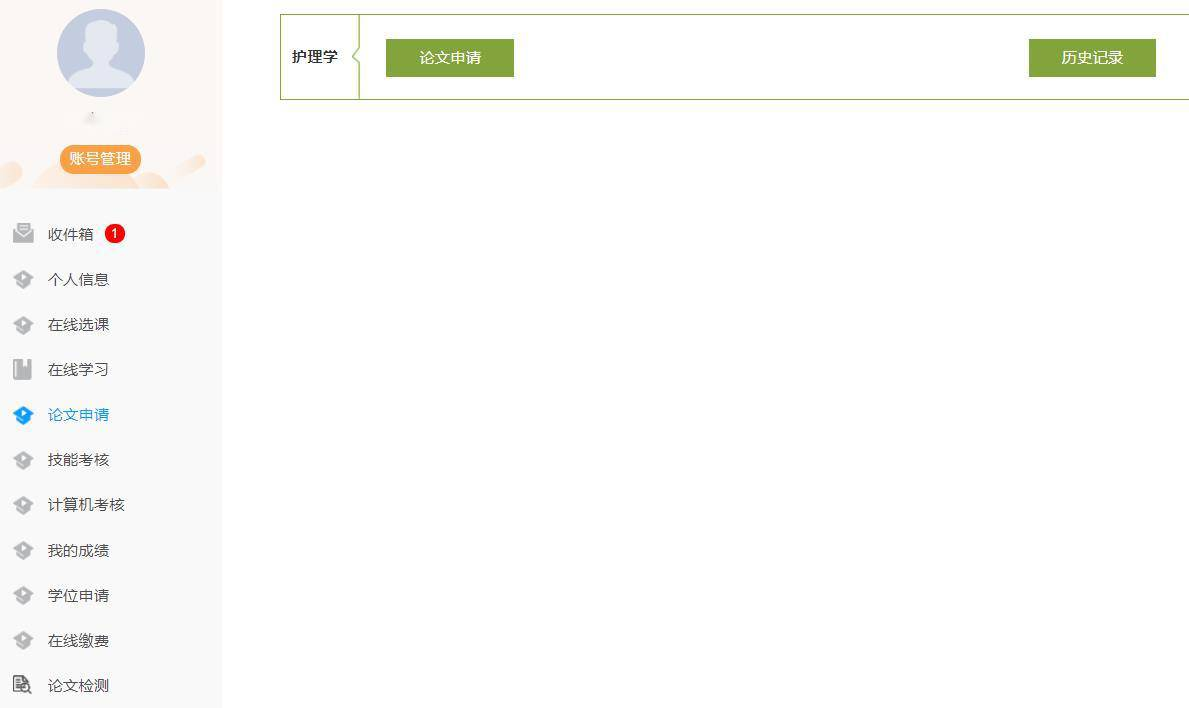 账号管理
收件箱 1
个人信息
在线选课
在线学习
论文申请
技能考核
计算机考核
我的成绩
学位申请
在线缴费
论文检测
护理学
论文申请
历史记录